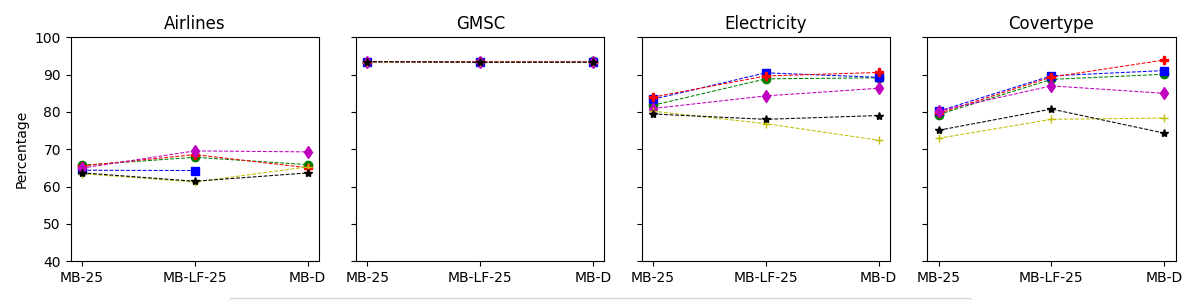 Airlines GMSC Electricity Covertype
Percentage
100
90
80
70
60
50
40
MB-25 MB-LF-25 MB-D MB-25 MB-LF-25 MB-D MB-25 MB-LF-25 MB-D MB-25 MB-LF-25 MB-D